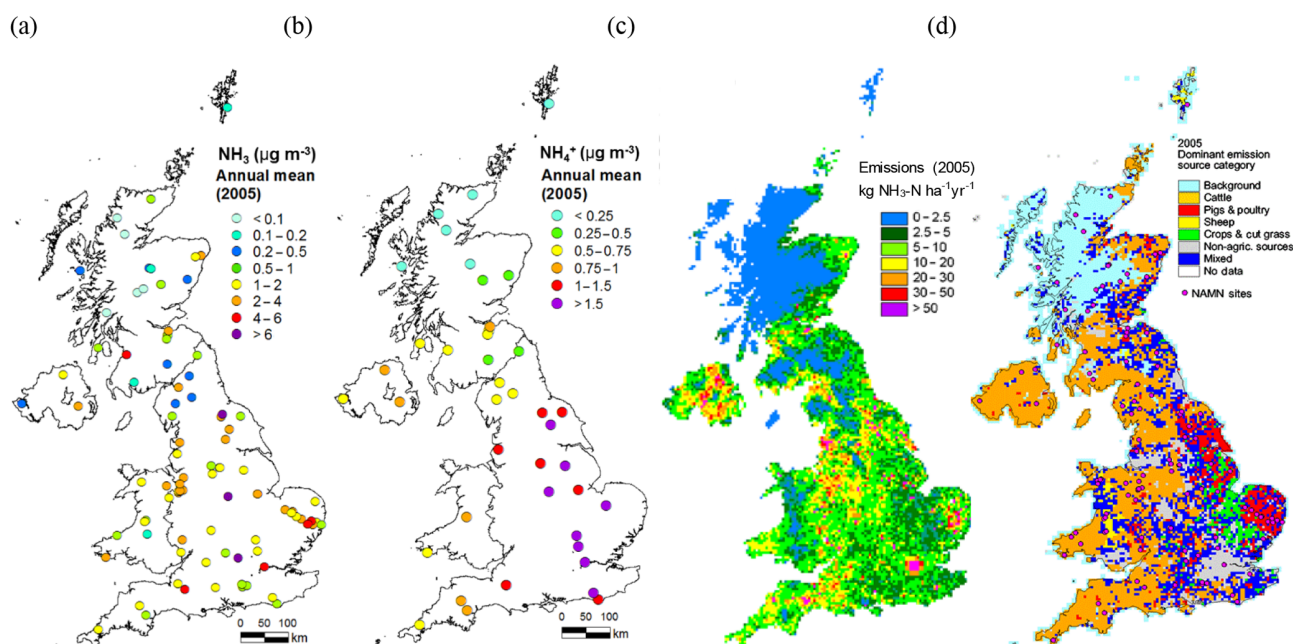 (a)
(b)
(c)
(d)
NH₃ (µg m⁻³)
Annual mean
(2005)
< 0.1
0.1 – 0.2
0.2 – 0.5
0.5 – 1
1 – 2
2 – 4
4 – 6
> 6
0 50 100
km
NH₄⁺ (µg m⁻³)
Annual mean
(2005)
< 0.25
0.25 – 0.5
0.5 – 0.75
0.75 – 1
1 – 1.5
> 1.5
0 50 100
km
Emissions (2005)
kg NH₃-N ha⁻¹yr⁻¹
0 – 2.5
2.5 – 5
5 – 10
10 – 20
20 – 30
30 – 50
> 50
2005
Dominant emission
source category
Background
Cattle
Pigs & poultry
Sheep
Crops & cut grass
Non-agric. sources
Mixed
No data
NAMN sites